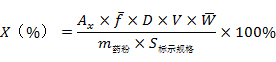 X（%）= (Aₓ × f̄ × D × V × W̄) / (m药粉 × S标示规格) × 100%